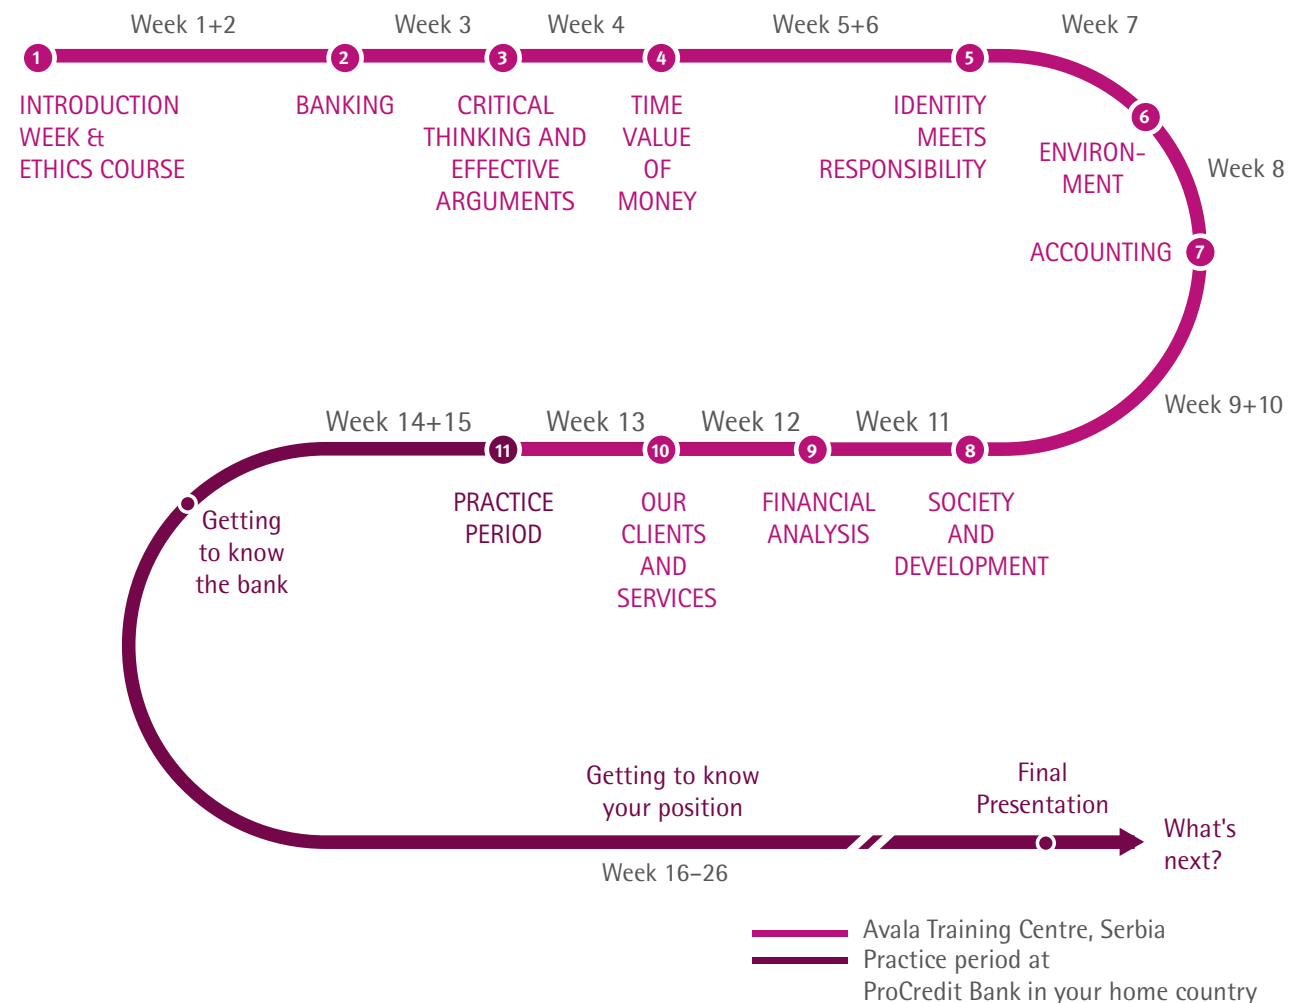 Week 1+2
Week 3
Week 4
Week 5+6
Week 7
1
2
3
4
5
INTRODUCTION
WEEK &
ETHICS COURSE
BANKING
CRITICAL
THINKING AND
EFFECTIVE
ARGUMENTS
TIME
VALUE
OF
MONEY
IDENTITY
MEETS
RESPONSIBILITY
6
ENVIRON-
MENT
Week 8
ACCOUNTING
7
Week 9+10
Week 14+15
Week 13
Week 12
Week 11
11
10
9
8
PRACTICE
PERIOD
OUR
CLIENTS
AND
SERVICES
FINANCIAL
ANALYSIS
SOCIETY
AND
DEVELOPMENT
Getting
to know
the bank
Getting to know
your position
Final
Presentation
What's
next?
Week 16–26
Avala Training Centre, Serbia
Practice period at
ProCredit Bank in your home country